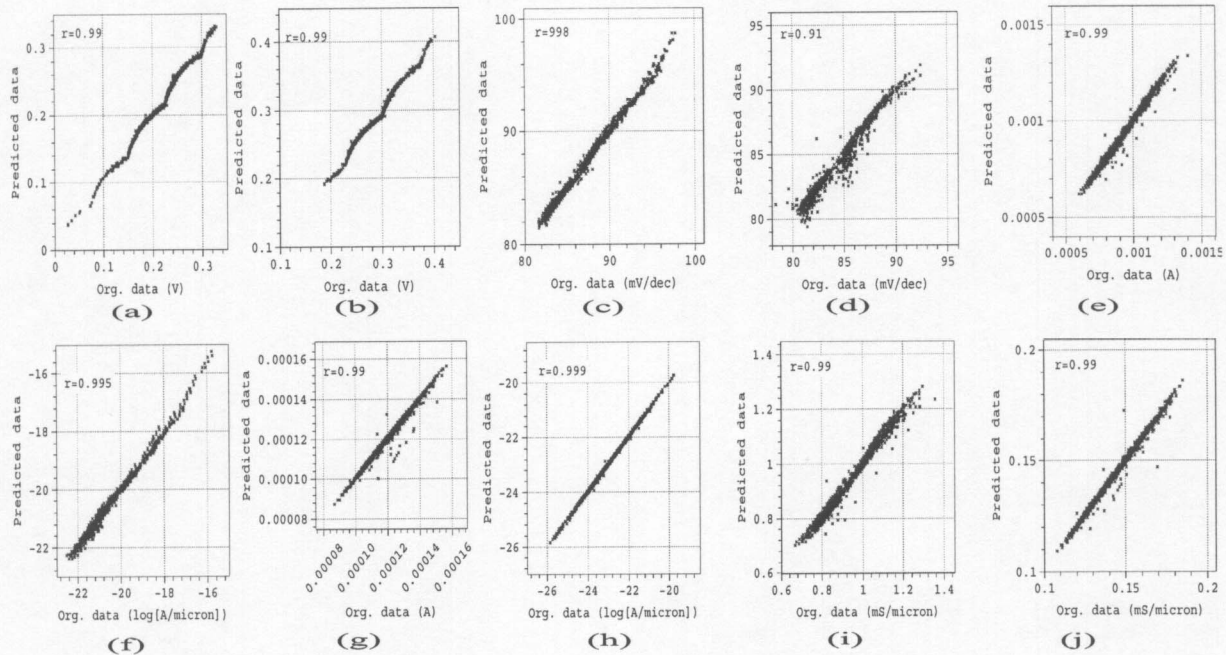 r=0.99
Predicted data
0.3
0.2
0.1
0
0 0.1 0.2 0.3
Org. data (V)
(a)
r=0.99
Predicted data
0.4
0.3
0.2
0.1
0.1 0.2 0.3 0.4
Org. data (V)
(b)
r=998
Predicted data
100
90
80
80 90 100
Org. data (mV/dec)
(c)
r=0.91
Predicted data
95
90
85
80
80 85 90 95
Org. data (mV/dec)
(d)
r=0.99
Predicted data
0.0015
0.001
0.0005
0.0005 0.001 0.0015
Org. data (A)
(e)
r=0.995
Predicted data
-16
-18
-20
-22
-22 -20 -18 -16
Org. data (log[A/micron])
(f)
r=0.99
Predicted data
0.00016
0.00014
0.00012
0.00010
0.00008
0.00008 0.00010 0.00012 0.00014 0.00016
Org. data (A)
(g)
r=0.999
Predicted data
-20
-22
-24
-26
-26 -24 -22 -20
Org. data (log[A/micron])
(h)
r=0.99
Predicted data
1.4
1.2
1
0.8
0.6
0.6 0.8 1 1.2 1.4
Org. data (mS/micron)
(i)
r=0.99
Predicted data
0.2
0.15
0.1
0.1 0.15 0.2
Org. data (mS/micron)
(j)